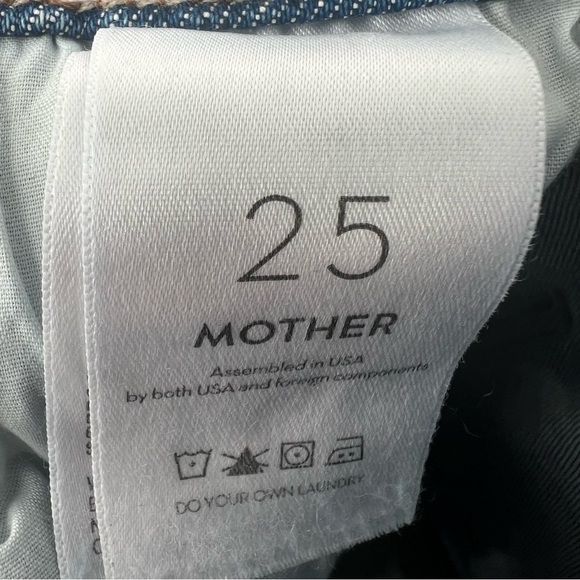 25
MOTHER
Assembled in USA
by both USA and foreign components
DO YOUR OWN LAUNDRY